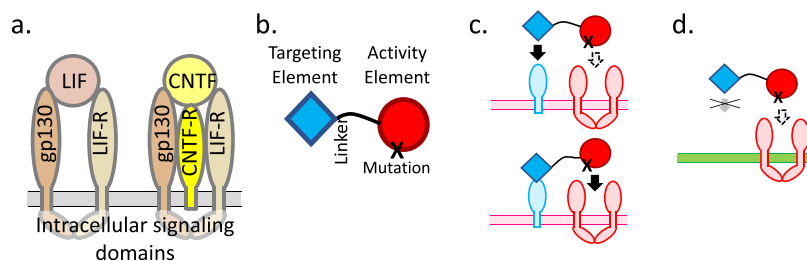 a.
LIF
gp130
LIF-R
CNTF
gp130
CNTF-R
LIF-R
Intracellular signaling
domains
b.
Targeting
Element
Activity
Element
Linker
X
Mutation
c.
X
X
d.
X